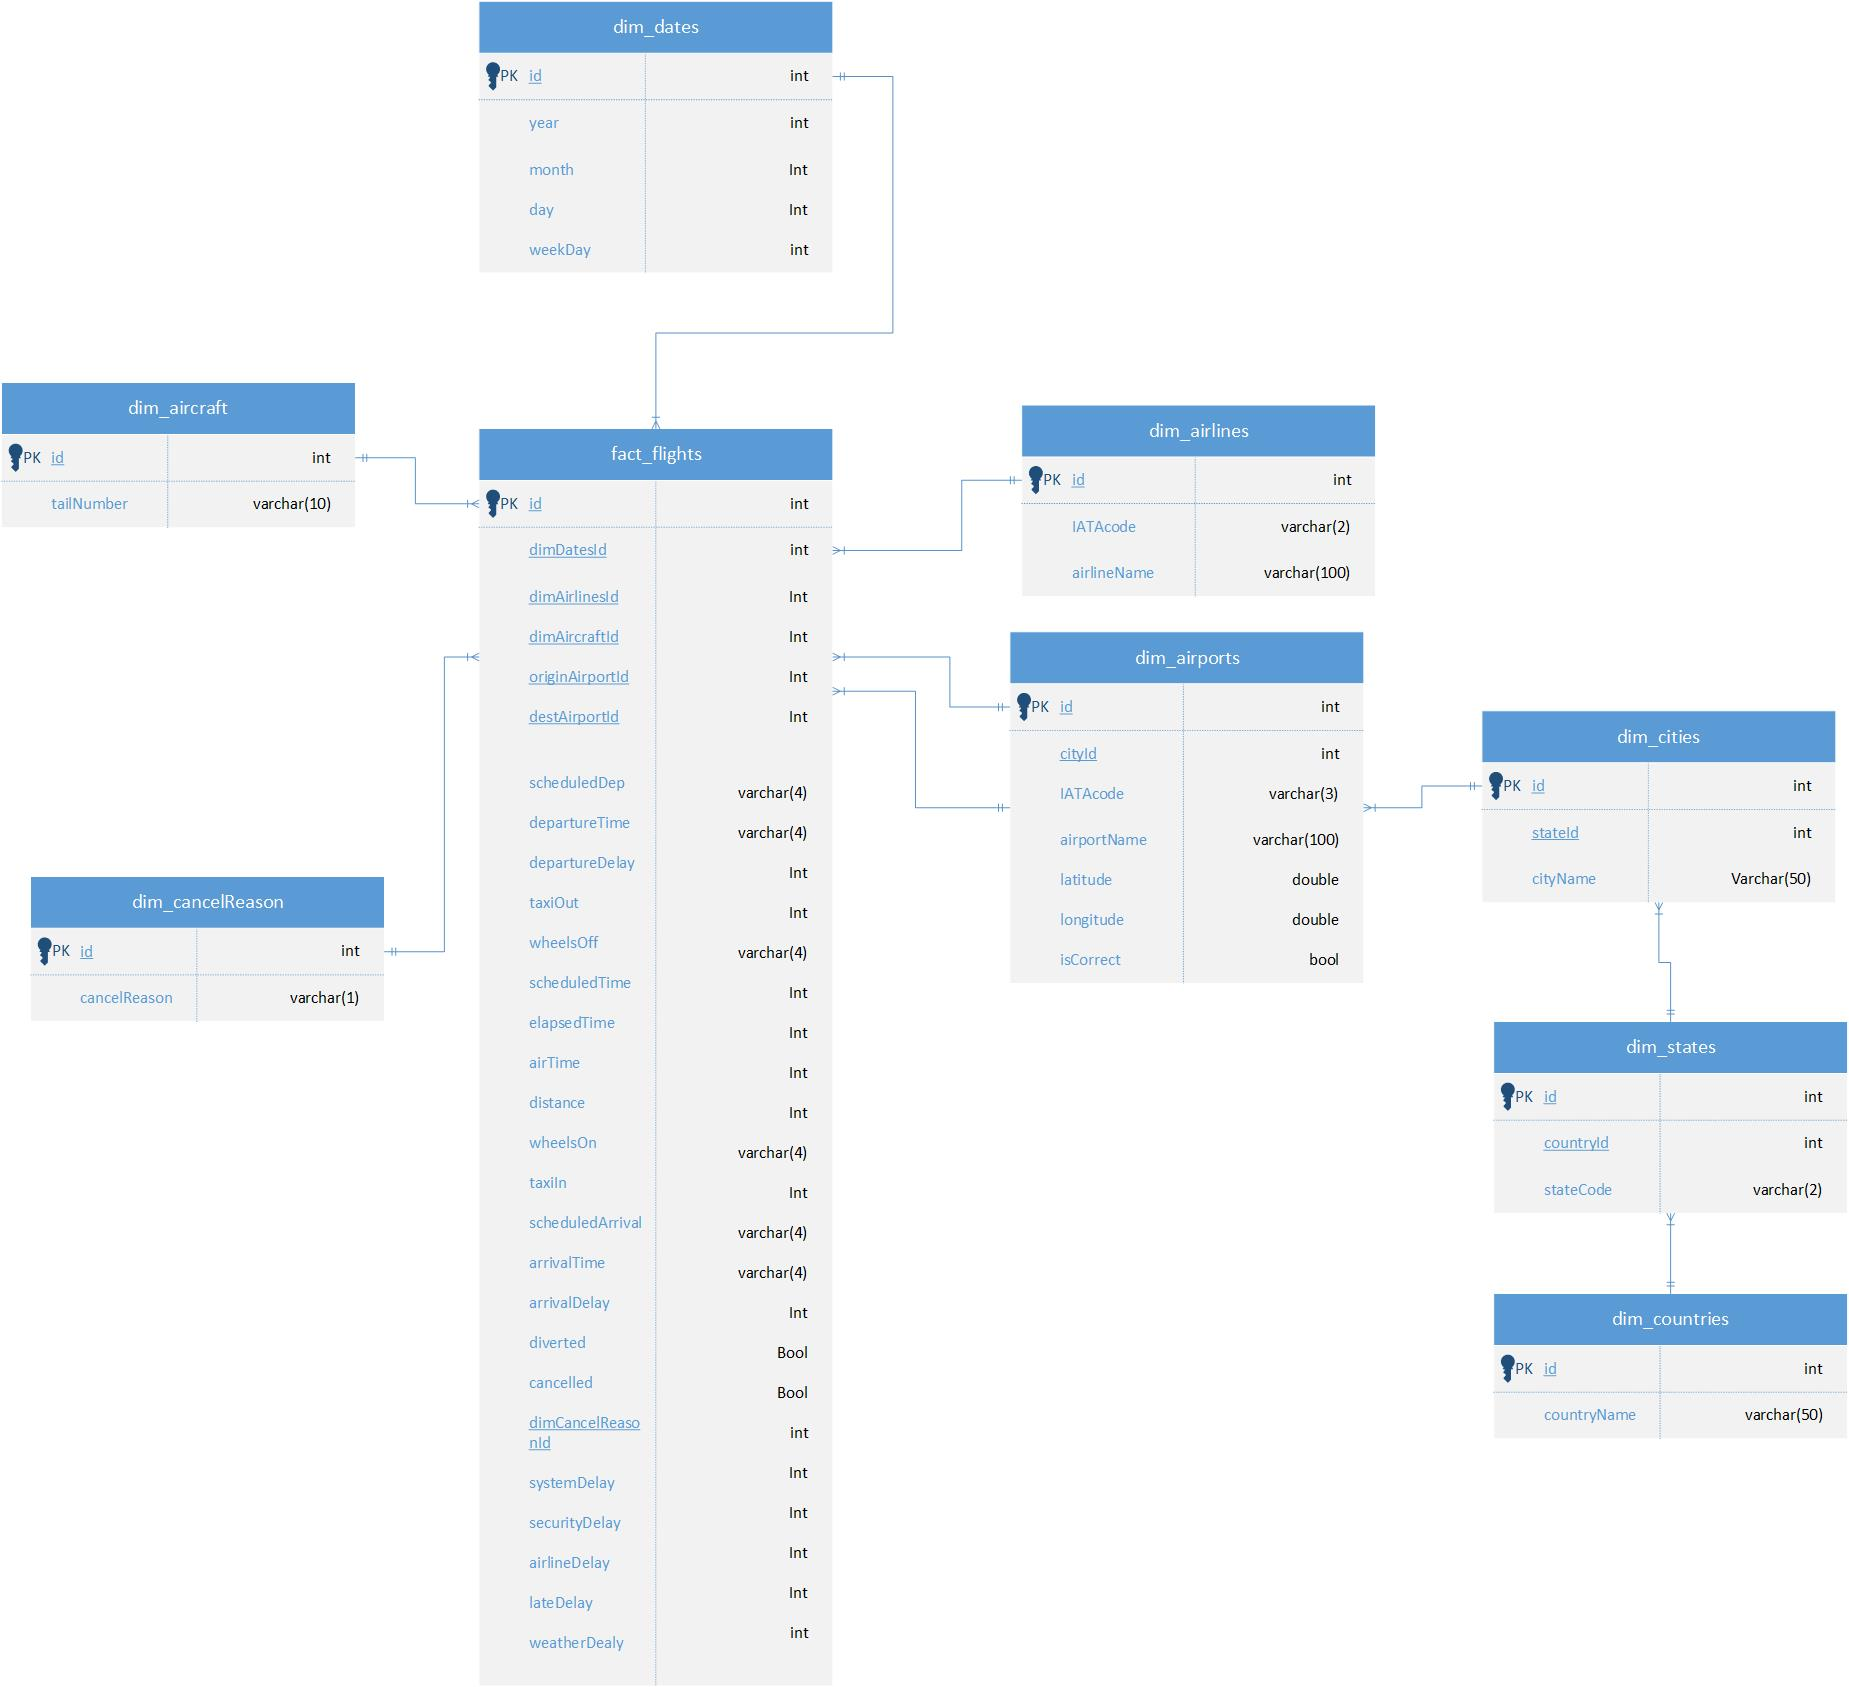 dim_dates
PK id int
year int
month Int
day Int
weekDay int
dim_aircraft
PK id int
tailNumber varchar(10)
fact_flights
PK id int
dimDatesId int
dimAirlinesId Int
dimAircraftId Int
originAirportId Int
destAirportId Int
scheduledDep varchar(4)
departureTime varchar(4)
departureDelay Int
taxiOut Int
wheelsOff varchar(4)
scheduledTime Int
elapsedTime Int
airTime Int
distance Int
wheelsOn varchar(4)
taxiIn Int
scheduledArrival varchar(4)
arrivalTime varchar(4)
arrivalDelay Int
diverted Bool
cancelled Bool
dimCancelReaso
nId int
systemDelay Int
securityDelay Int
airlineDelay Int
lateDelay Int
weatherDealy int
dim_airlines
PK id int
IATAcode varchar(2)
airlineName varchar(100)
dim_airports
PK id int
cityId int
IATAcode varchar(3)
airportName varchar(100)
latitude double
longitude double
isCorrect bool
dim_cities
PK id int
stateId int
cityName Varchar(50)
dim_cancelReason
PK id int
cancelReason varchar(1)
dim_states
PK id int
countryId int
stateCode varchar(2)
dim_countries
PK id int
countryName varchar(50)